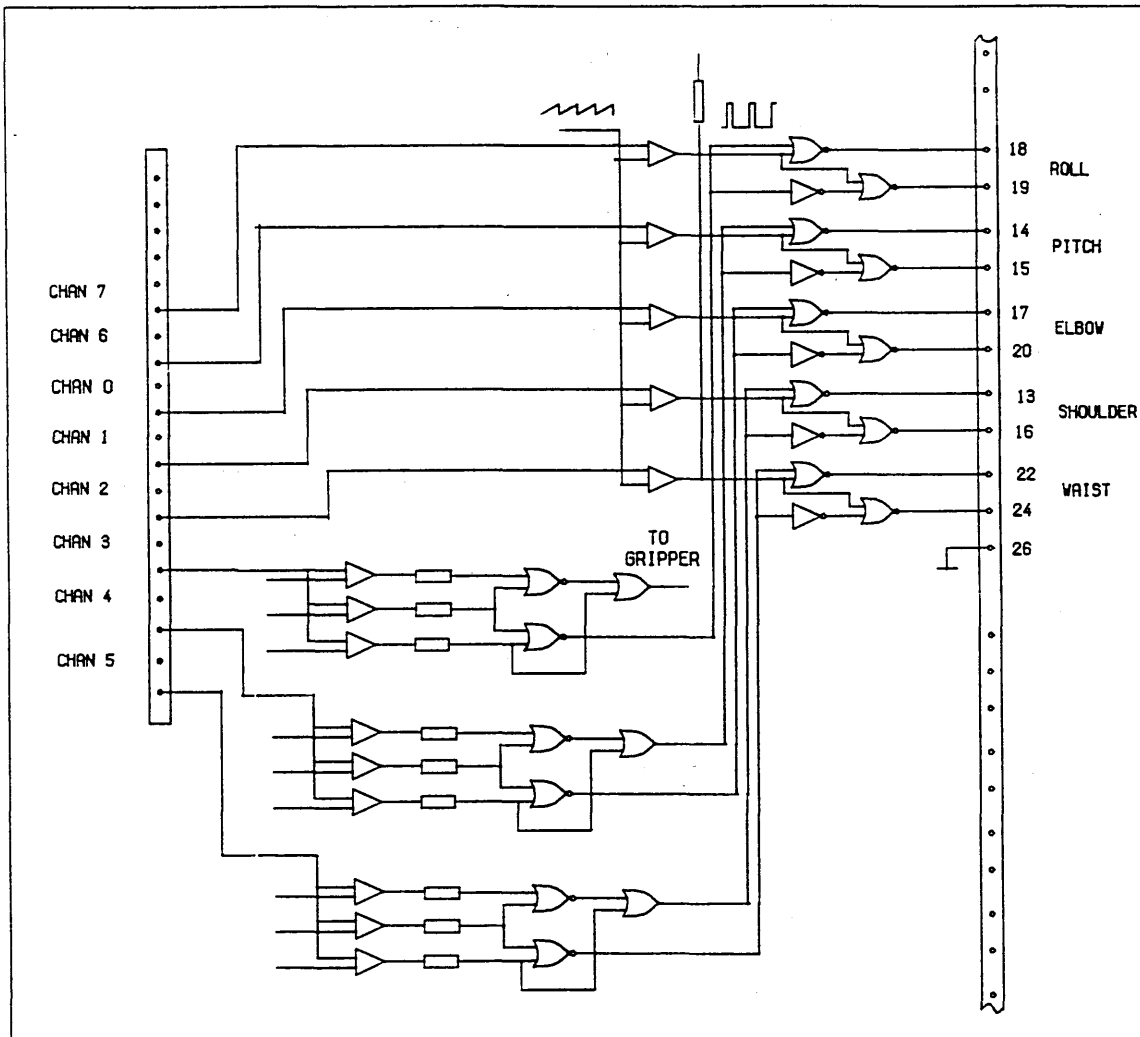 CHAN 7
CHAN 6
CHAN 0
CHAN 1
CHAN 2
CHAN 3
CHAN 4
CHAN 5
TO
GRIPPER
18
ROLL
19
14
PITCH
15
17
ELBOW
20
13
SHOULDER
16
22
WAIST
24
26